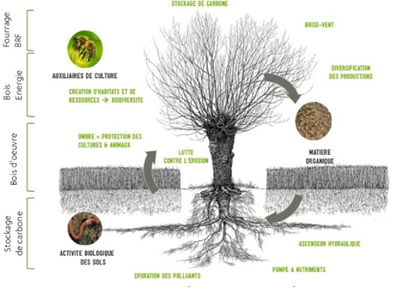 STOCKAGE DE CARBONE
BRISE-VENT
Fourrage
BRF
AUXILIAIRES DE CULTURE
DIVERSIFICATION
DES PRODUCTIONS
Bois
Energie
CREATION D'HABITATS ET DE
RESSOURCES → BIODIVERSITE
OMBRE + PROTECTION DES
CULTURES & ANIMAUX
LUTTE
CONTRE L'EROSION
MATIERE
ORGANIQUE
Bois d'oeuvre
Stockage
de carbone
ACTIVITE BIOLOGIQUE
DES SOLS
ASCENSEUR HYDRAULIQUE
POMPE A NUTRIMENTS
EPURATION DES POLLUANTS